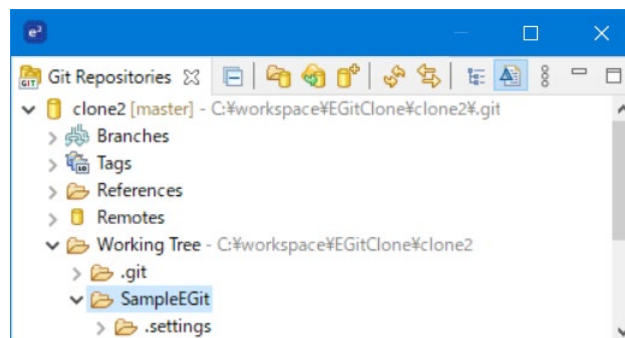 e²
Git Repositories
clone2 [master] - C:¥workspace¥EGitClone¥clone2¥.git
Branches
Tags
References
Remotes
Working Tree - C:¥workspace¥EGitClone¥clone2
.git
SampleEGit
.settings